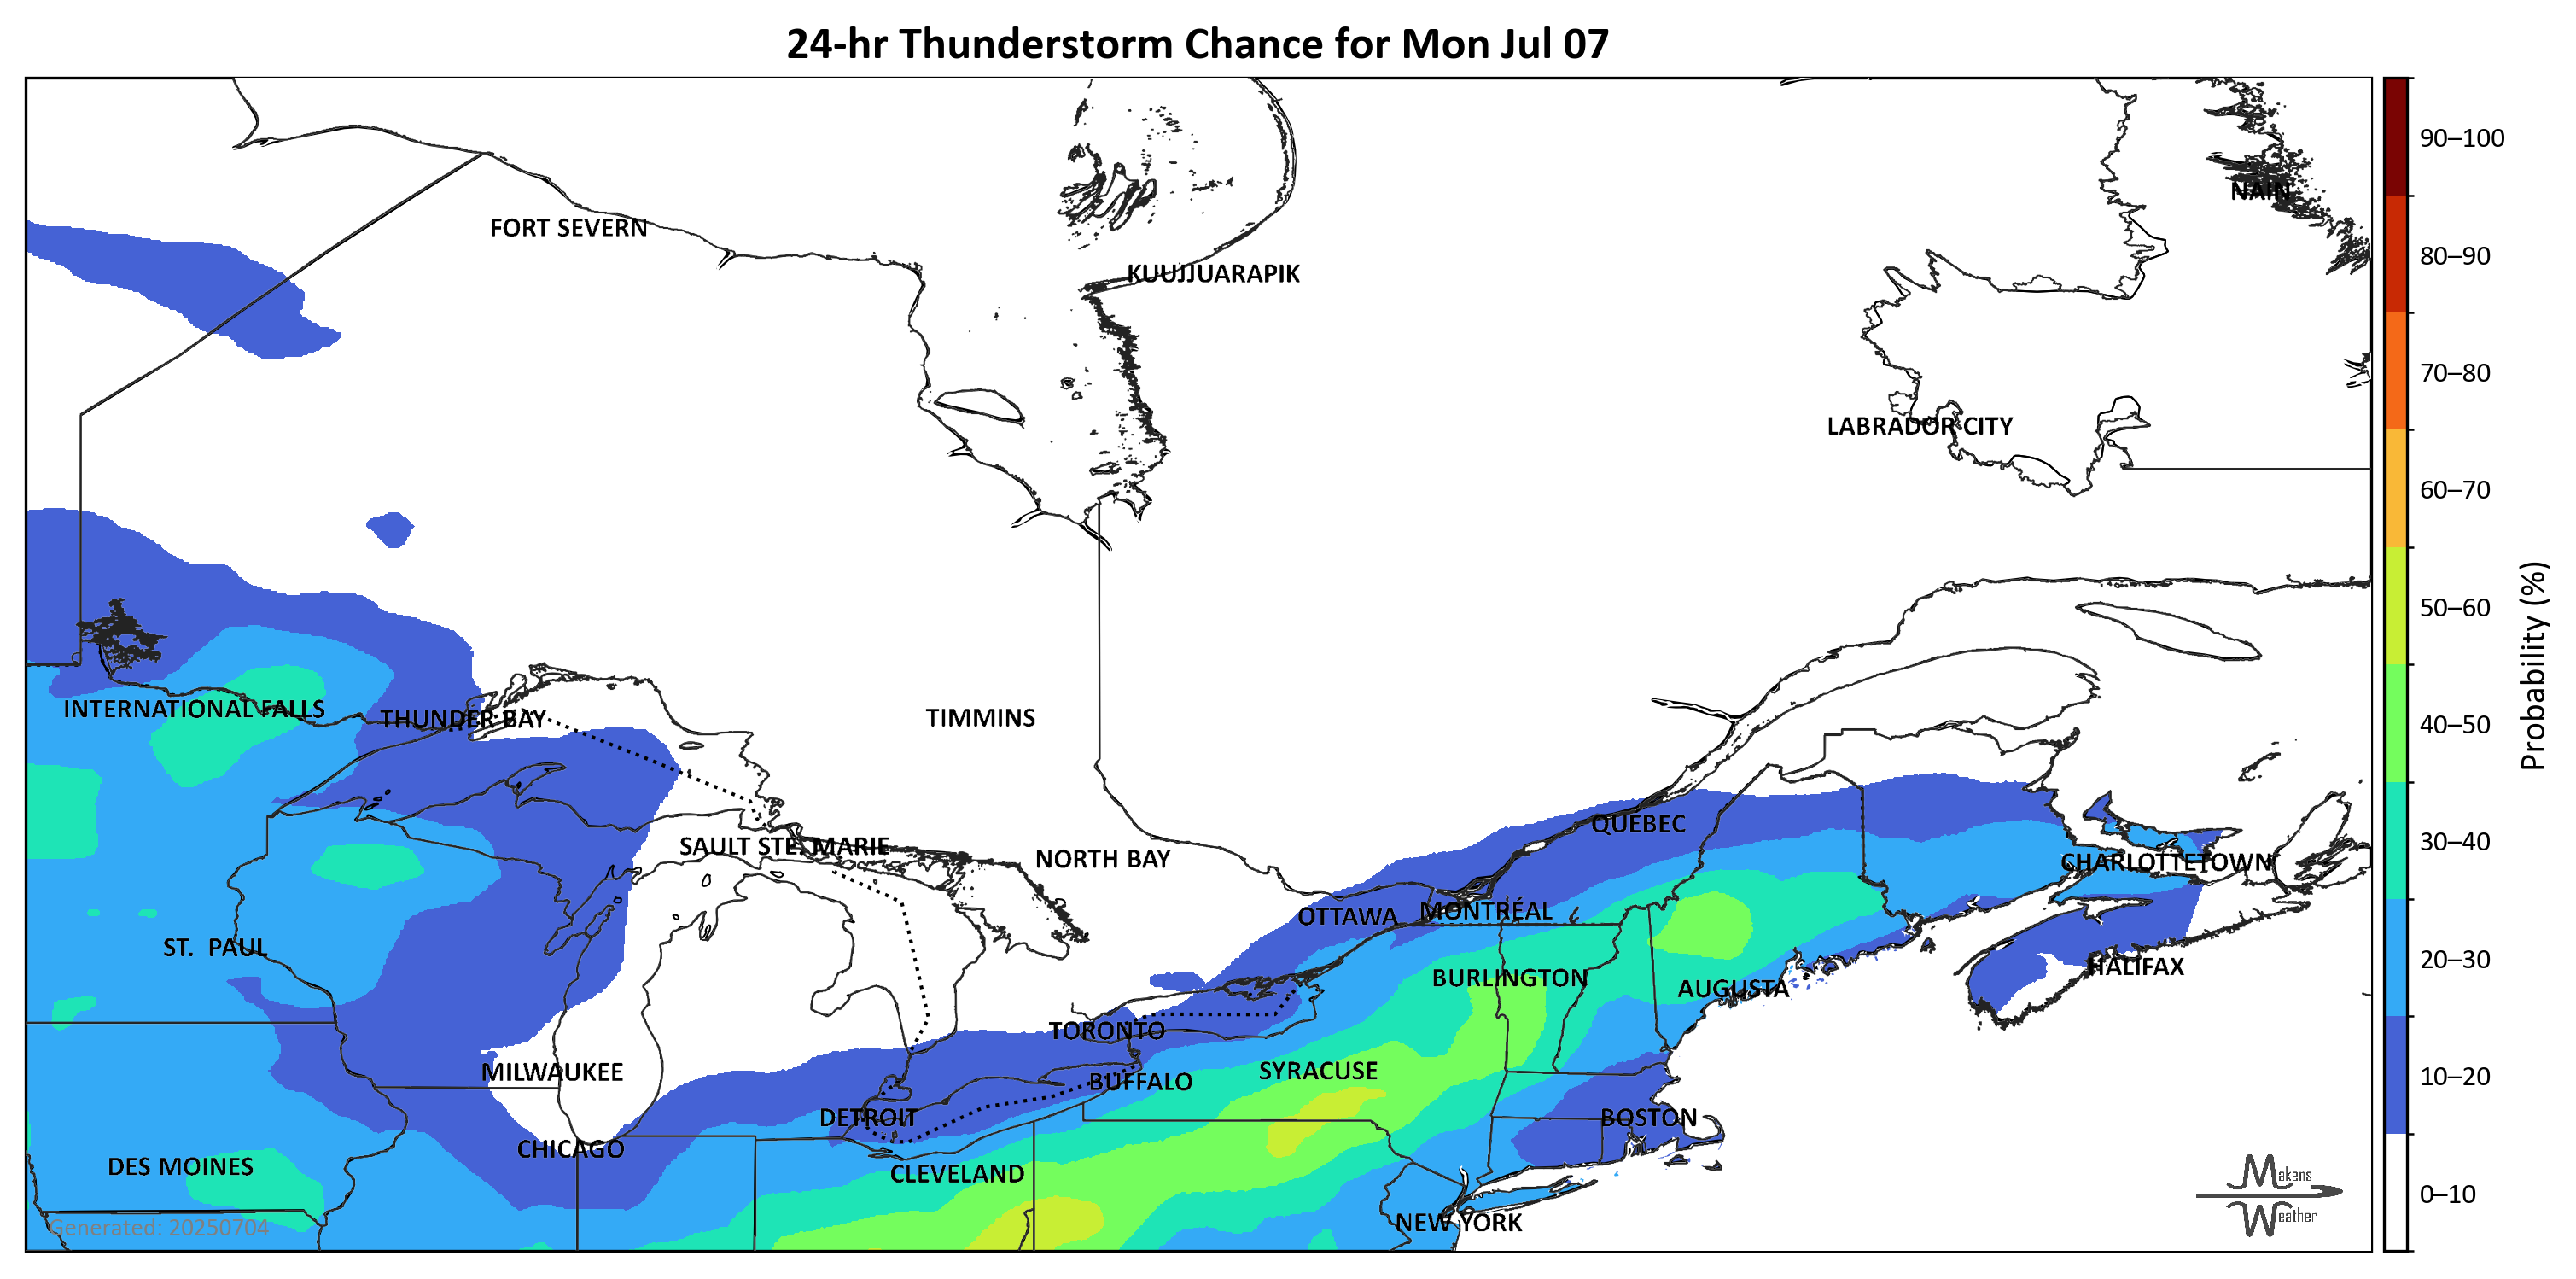 24-hr Thunderstorm Chance for Mon Jul 07
90–100
NAIN
FORT SEVERN
80–90
KUUJJUARAPIK
70–80
LABRADOR CITY
60–70
50–60
INTERNATIONAL FALLS
THUNDER BAY
TIMMINS
40–50
Probability (%)
QUEBEC
SAULT STE. MARIE
NORTH BAY
CHARLOTTETOWN
30–40
OTTAWA
MONTRÉAL
ST. PAUL
20–30
HALIFAX
BURLINGTON
AUGUSTA
TORONTO
MILWAUKEE
SYRACUSE
BUFFALO
10–20
DETROIT
BOSTON
CHICAGO
DES MOINES
CLEVELAND
Makens
Weather
0–10
NEW YORK
Generated: 20250704